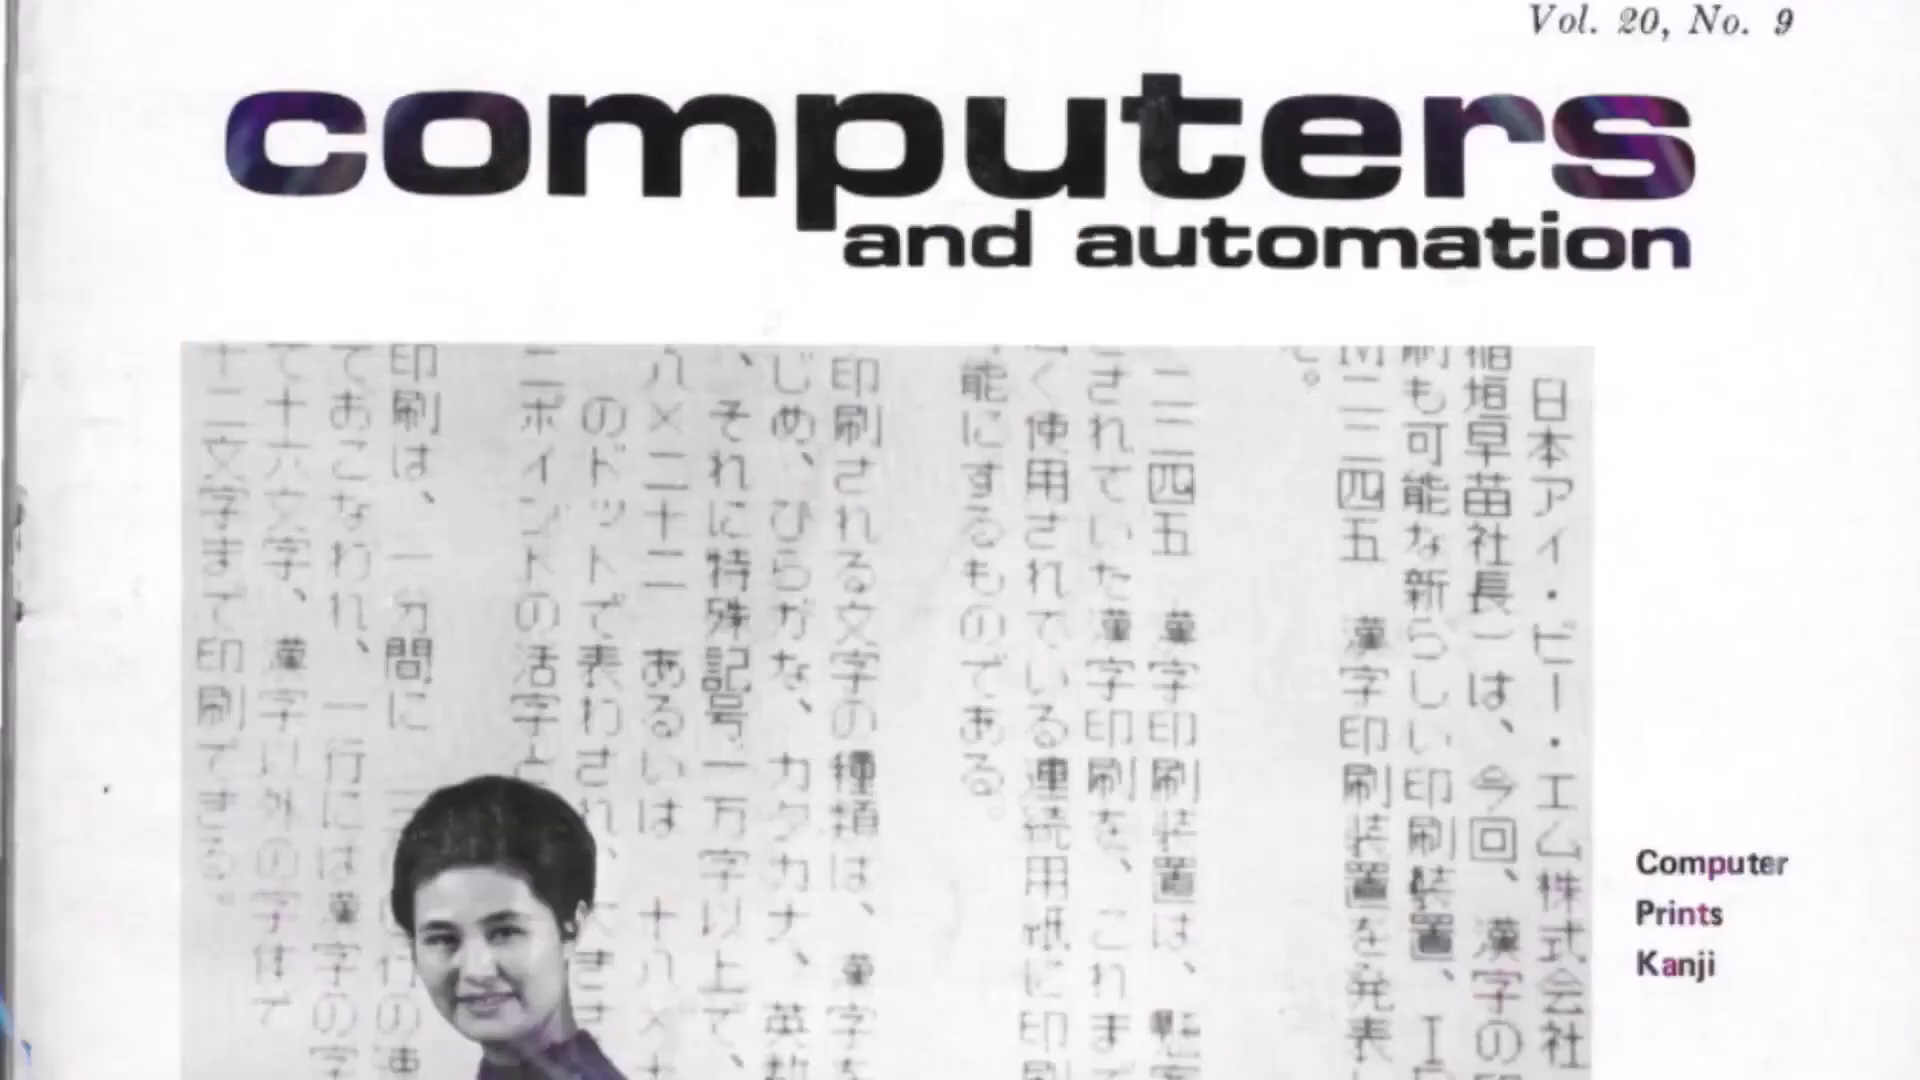 Vol. 20, No. 9
computers
and automation
日本アイ・ビー・エム株式会社
稲垣早苗社長)は、今回、漢字の印
刷も可能な新らしい印刷装置、I
M二二四五 漢字印刷装置を発表
二二四五 漢字印刷装置は、
されていた漢字印刷を、これまで
く使用されている連続用紙に印刷
能にするものである。
印刷される文字の種類は、漢字を
じめ、ひらがな、カタカナ、英数
、それに特殊記号一万字以上で、
八×二十二 あるいは 十八×
のドットで表わされ、大きさ
ニポイントの活字と
印刷は、一分間に
ておこなわれ、一行には漢字の字
て十六文字、漢字以外の字体で
十二文字まで印刷できる。
Computer
Prints
Kanji